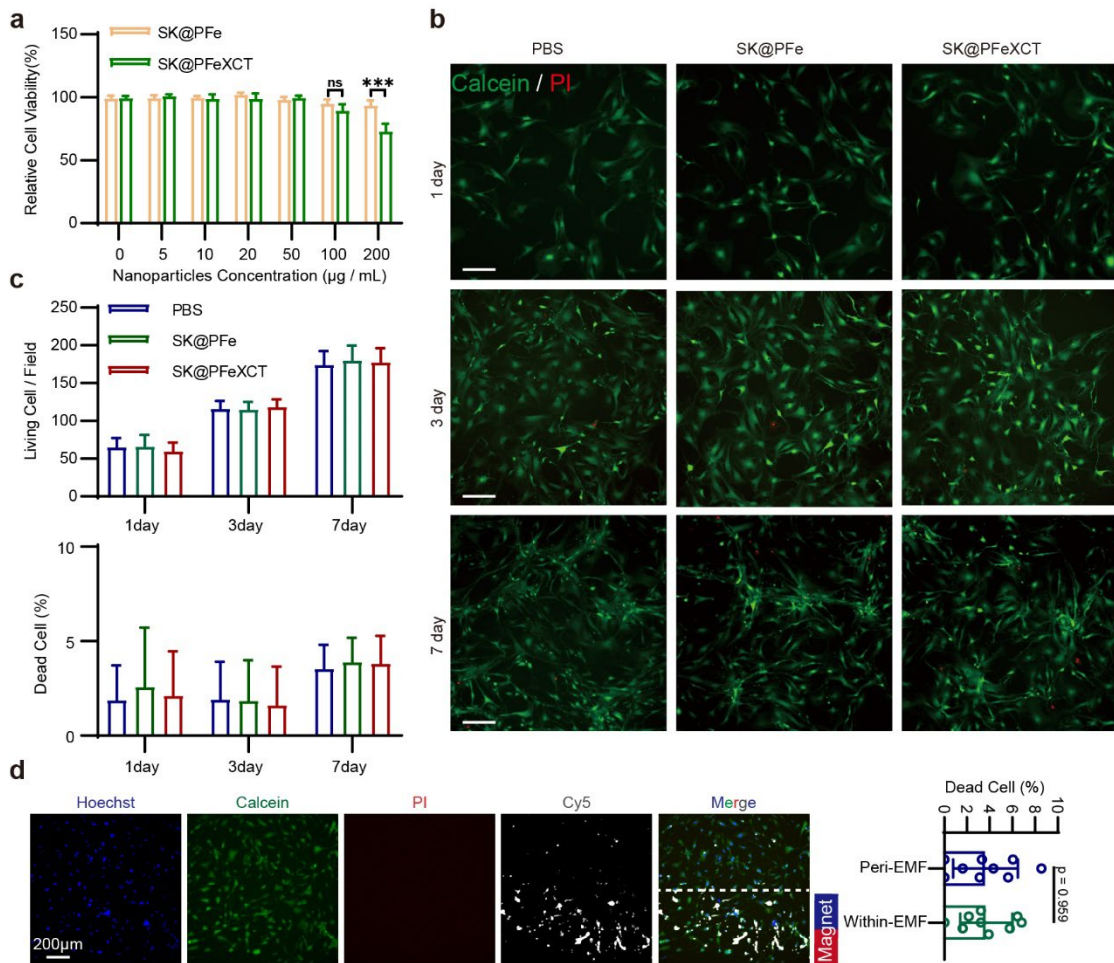 a
150
100
50
0
Relative Cell Viability(%)
SK@PFe
SK@PFeXCT
ns
***
0 5 10 20 50 100 200
Nanoparticles Concentration (μg / mL)
b
PBS SK@PFe SK@PFeXCT
Calcein / PI
1 day
3 day
7 day
c
250
200
150
100
50
0
Living Cell / Field
PBS
SK@PFe
SK@PFeXCT
1day 3day 7day
10
5
0
Dead Cell (%)
1day 3day 7day
d
Hoechst Calcein PI Cy5 Merge
200μm
Magnet
Dead Cell (%)
0 2 4 6 8 10
Peri-EMF
Within-EMF
p = 0.959